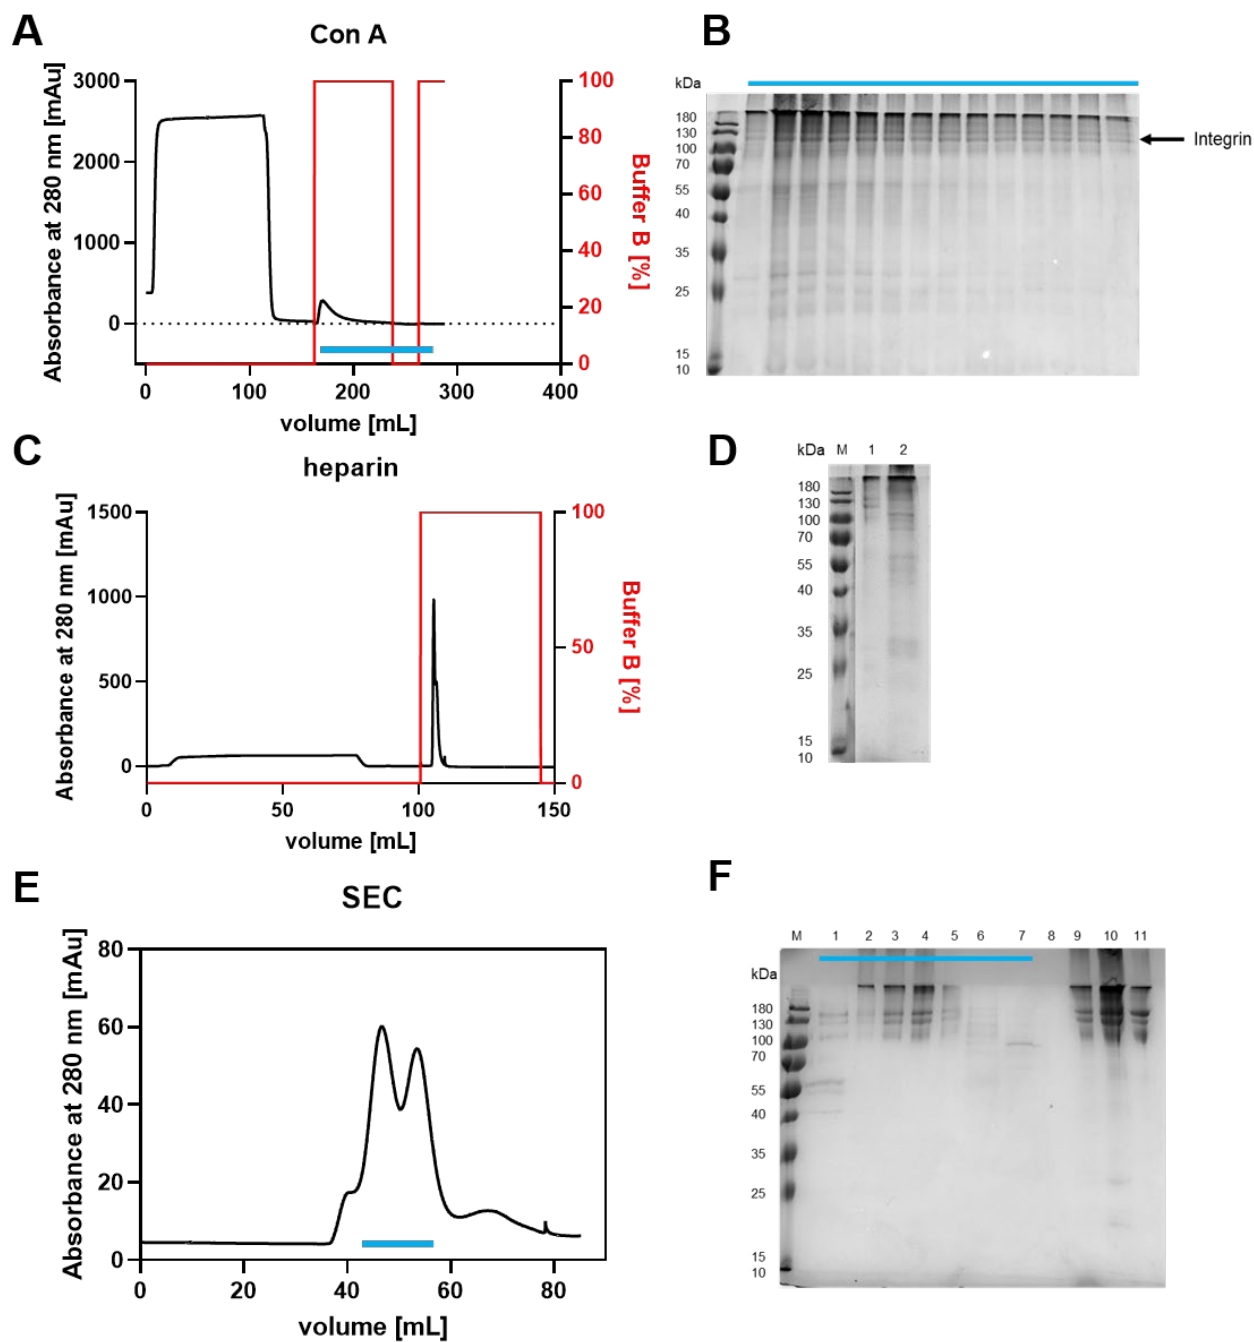 A
Con A
Absorbance at 280 nm [mAu]
3000
2000
1000
0
100
80
60
40
20
0
Buffer B [%]
0 100 200 300 400
volume [mL]
B
kDa
180
130
100
70
55
40
35
25
15
10
Integrin
C
heparin
Absorbance at 280 nm [mAu]
1500
1000
500
0
100
50
0
Buffer B [%]
0 50 100 150
volume [mL]
D
kDa M 1 2
180
130
100
70
55
40
35
25
15
10
E
SEC
Absorbance at 280 nm [mAu]
80
60
40
20
0
0 20 40 60 80
volume [mL]
F
M 1 2 3 4 5 6 7 8 9 10 11
kDa
180
130
100
70
55
40
35
25
15
10